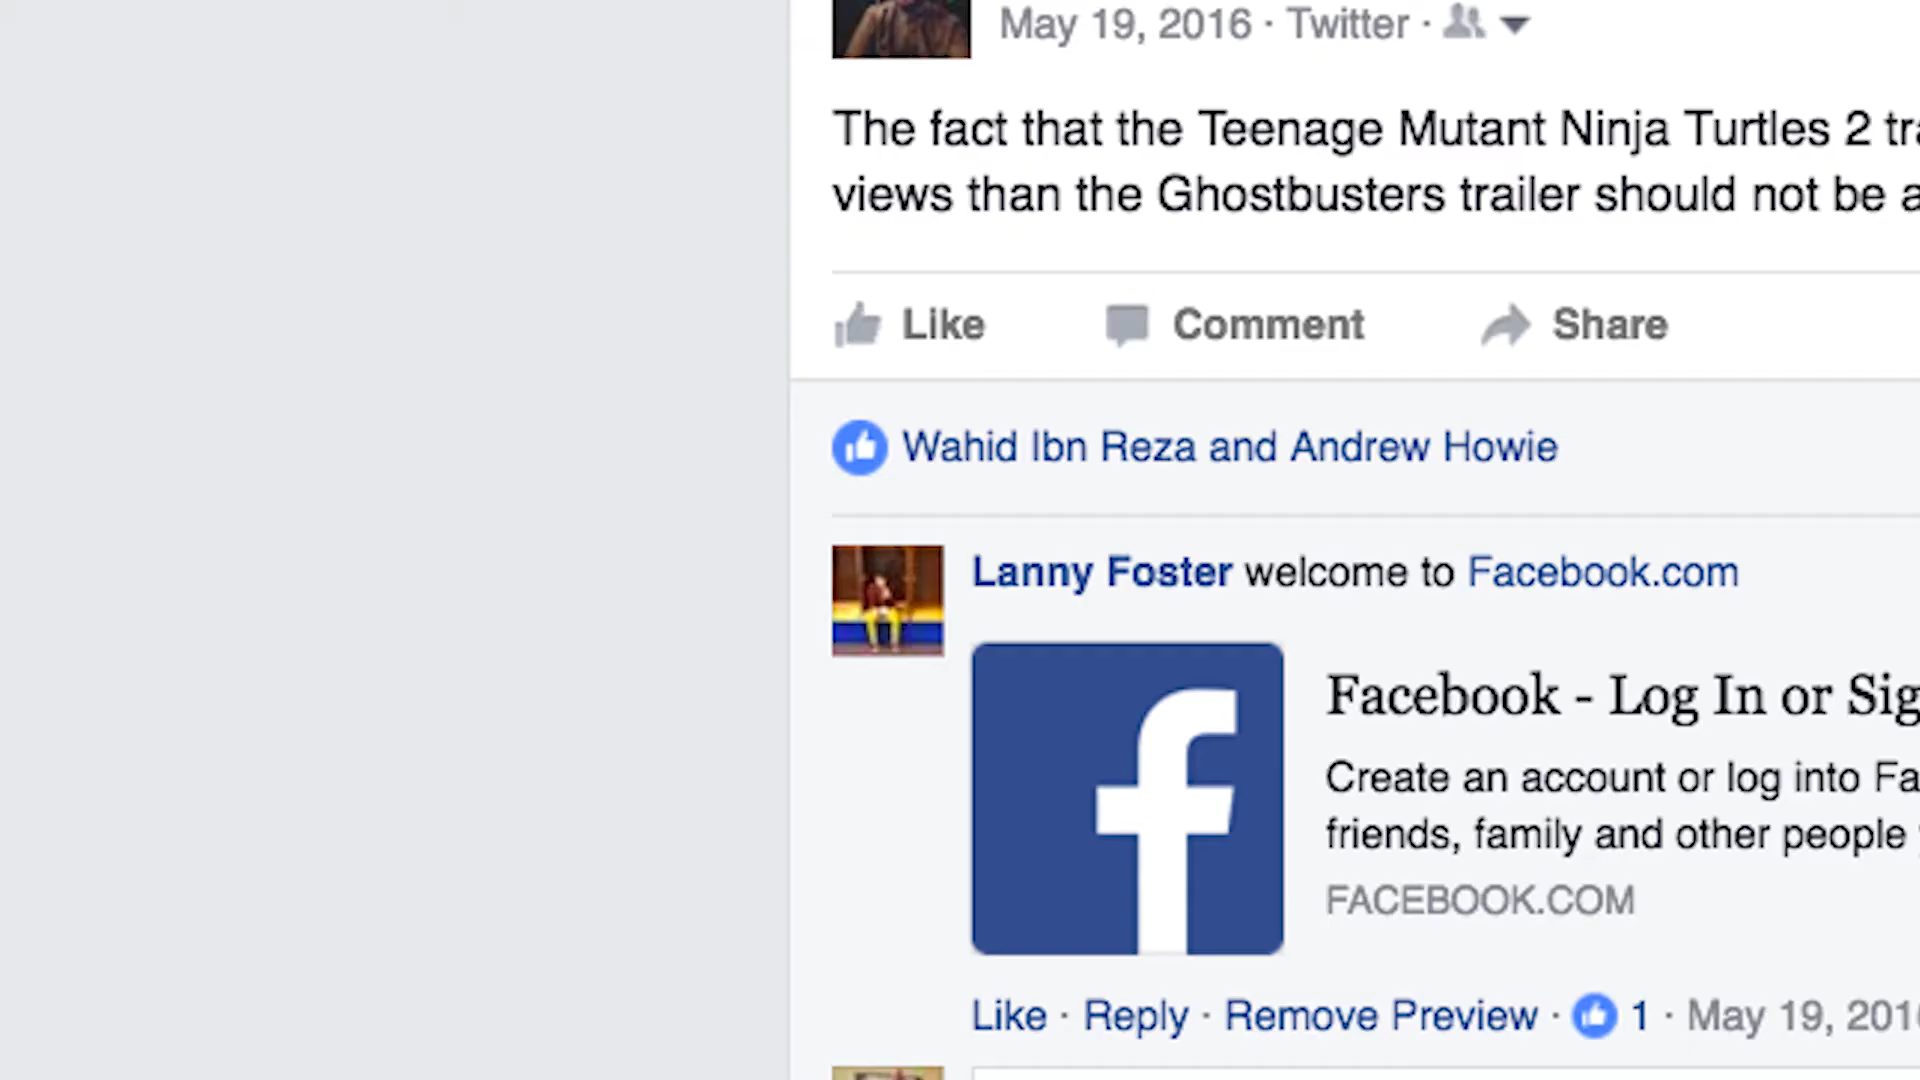 May 19, 2016 · Twitter ·
The fact that the Teenage Mutant Ninja Turtles 2
views than the Ghostbusters trailer should not be
Like Comment Share
Wahid Ibn Reza and Andrew Howie
Lanny Foster welcome to Facebook.com
Facebook - Log In or
Create an account or log into
friends, family and other people
FACEBOOK.COM
Like · Reply · Remove Preview · 1 · May 19,